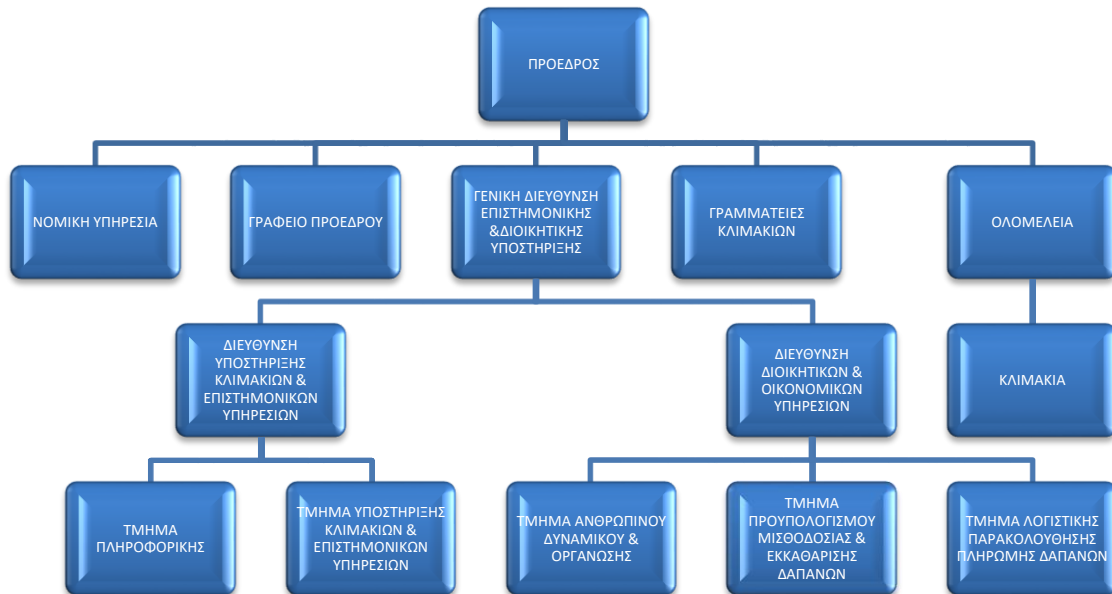 ΠΡΟΕΔΡΟΣ
ΝΟΜΙΚΗ ΥΠΗΡΕΣΙΑ
ΓΡΑΦΕΙΟ ΠΡΟΕΔΡΟΥ
ΓΕΝΙΚΗ ΔΙΕΥΘΥΝΣΗ
ΕΠΙΣΤΗΜΟΝΙΚΗΣ
&ΔΙΟΙΚΗΤΙΚΗΣ
ΥΠΟΣΤΗΡΙΞΗΣ
ΓΡΑΜΜΑΤΕΙΕΣ
ΚΛΙΜΑΚΙΩΝ
ΟΛΟΜΕΛΕΙΑ
ΔΙΕΥΘΥΝΣΗ
ΥΠΟΣΤΗΡΙΞΗΣ
ΚΛΙΜΑΚΙΩΝ &
ΕΠΙΣΤΗΜΟΝΙΚΩΝ
ΥΠΗΡΕΣΙΩΝ
ΔΙΕΥΘΥΝΣΗ
ΔΙΟΙΚΗΤΙΚΩΝ &
ΟΙΚΟΝΟΜΙΚΩΝ
ΥΠΗΡΕΣΙΩΝ
ΚΛΙΜΑΚΙΑ
ΤΜΗΜΑ
ΠΛΗΡΟΦΟΡΙΚΗΣ
ΤΜΗΜΑ ΥΠΟΣΤΗΡΙΞΗΣ
ΚΛΙΜΑΚΙΩΝ &
ΕΠΙΣΤΗΜΟΝΙΚΩΝ
ΥΠΗΡΕΣΙΩΝ
ΤΜΗΜΑ ΑΝΘΡΩΠΙΝΟΥ
ΔΥΝΑΜΙΚΟΥ &
ΟΡΓΑΝΩΣΗΣ
ΤΜΗΜΑ
ΠΡΟΥΠΟΛΟΓΙΣΜΟΥ
ΜΙΣΘΟΔΟΣΙΑΣ &
ΕΚΚΑΘΑΡΙΣΗΣ
ΔΑΠΑΝΩΝ
ΤΜΗΜΑ ΛΟΓΙΣΤΙΚΗΣ
ΠΑΡΑΚΟΛΟΥΘΗΣΗΣ
ΠΛΗΡΩΜΗΣ ΔΑΠΑΝΩΝ